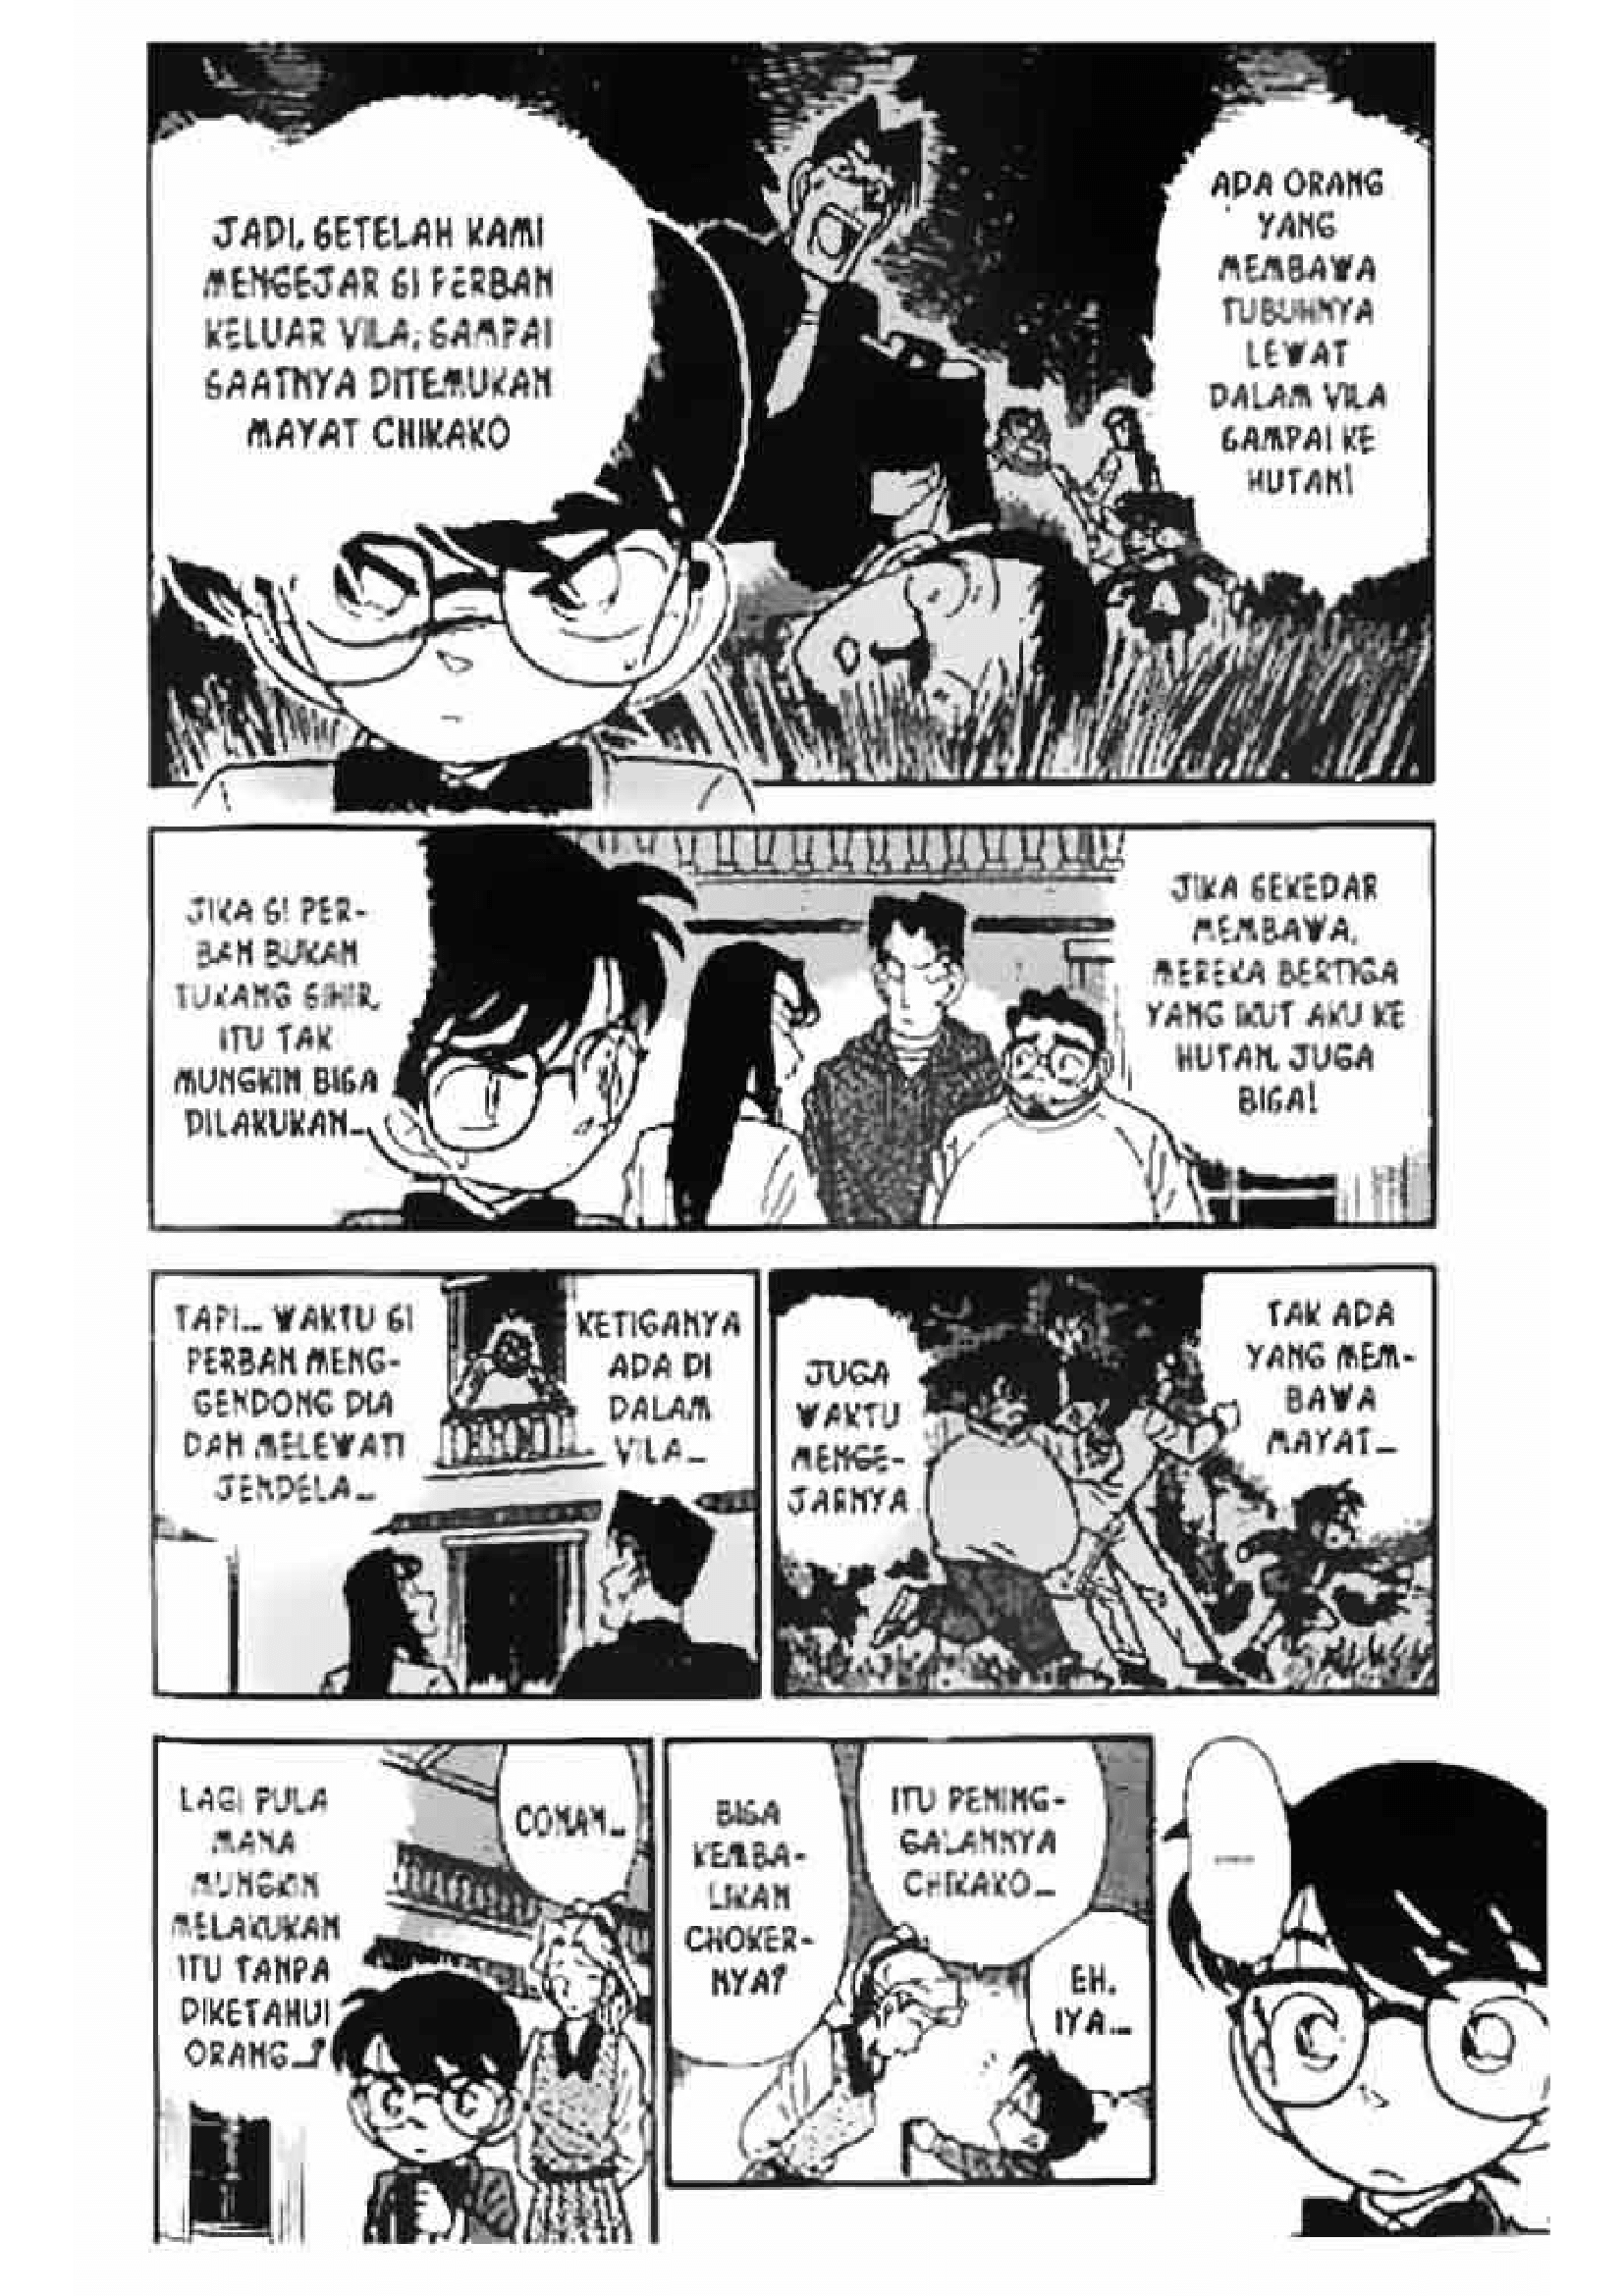 JADI, SETELAH KAMI
MENGEJAR SI PERBAN
KELUAR VILA, SAMPAI
SAATNYA DITEMUKAN
MAYAT CHIKAKO
ADA ORANG
YANG
MEMBAWA
TUBUHNYA
LEWAT
DALAM VILA
SAMPAI KE
HUTAN!
JIKA SI PER-
BAN BUKAN
TUKANG SIHIR,
ITU TAK
MUNGKIN BISA
DILAKUKAN...
JIKA SEKEDAR
MEMBAWA,
MEREKA BERTIGA
YANG IKUT AKU KE
HUTAN, JUGA
BISA!
TAPI... WAKTU SI
PERBAN MENG-
GENDONG DIA
DAN MELEWATI
JENDELA...
KETIGANYA
ADA DI
DALAM
VILA...
JUGA
WAKTU
MENGE-
JARNYA
TAK ADA
YANG MEM-
BAWA
MAYAT...
LAGI PULA
MANA
MUNGKIN
MELAKUKAN
ITU TANPA
DIKETAHUI
ORANG...?
CONAN...
BISA
KEMBA-
LIKAN
CHOKER-
NYA?
ITU PENING-
GALANNYA
CHIKAKO...
EH,
IYA...
......